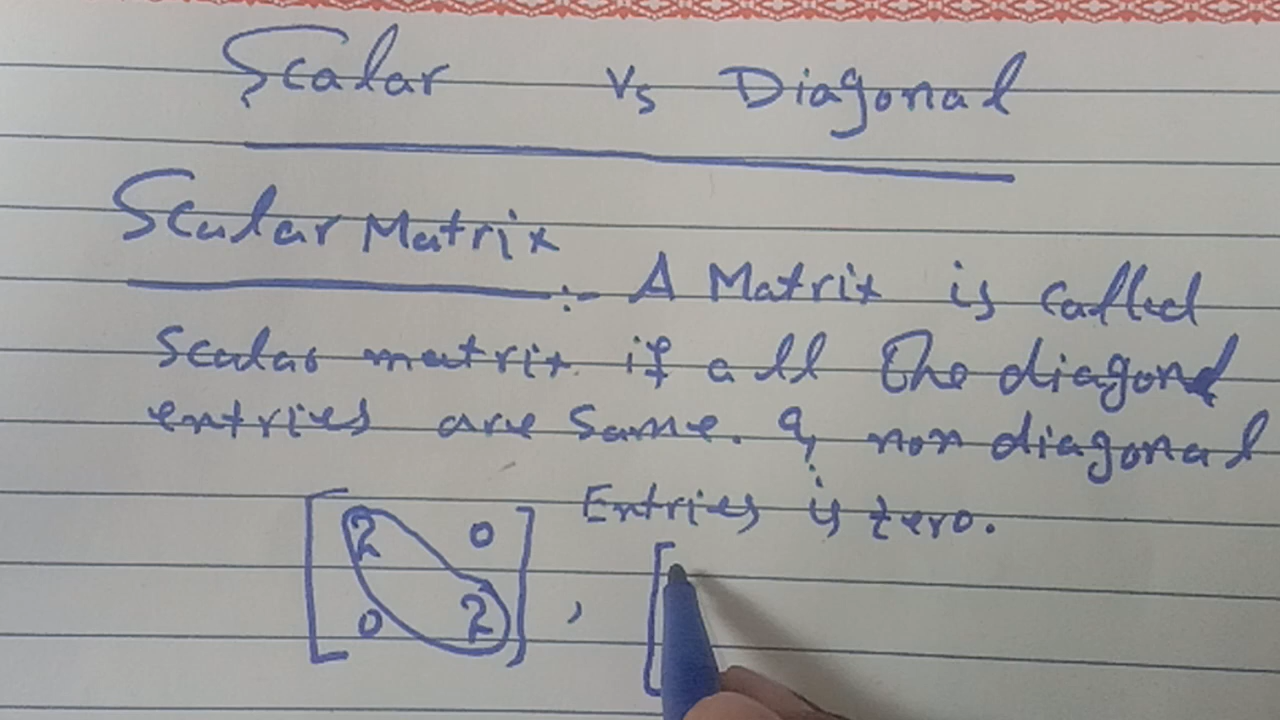 Scalar vs Diagonal
Scalar Matrix :- A Matrix is called
Scalar matrix if all the diagonal
entries are same. & non diagonal
Entries is zero.
[2 0
0 2] , [